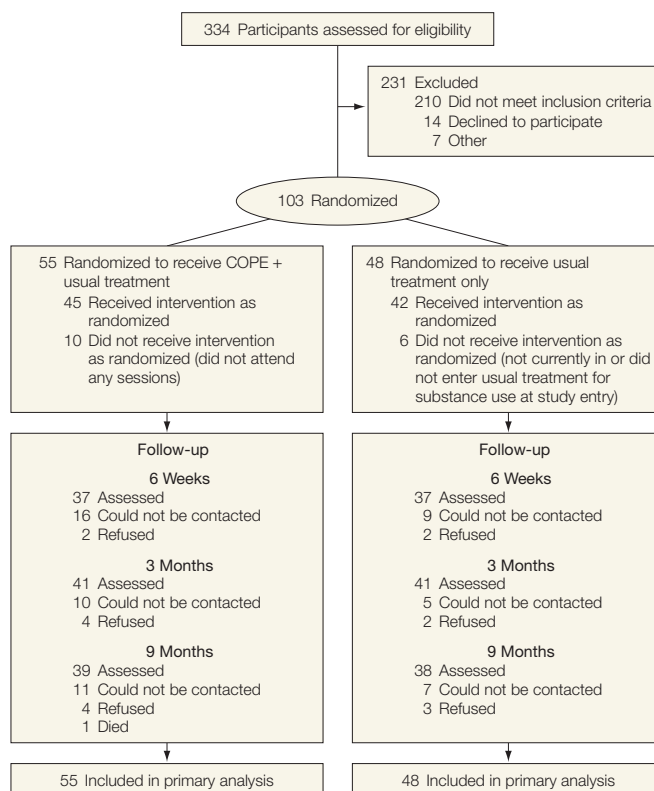 334 Participants assessed for eligibility
231 Excluded
210 Did not meet inclusion criteria
14 Declined to participate
7 Other
103 Randomized
55 Randomized to receive COPE +
usual treatment
45 Received intervention as
randomized
10 Did not receive intervention
as randomized (did not attend
any sessions)
48 Randomized to receive usual
treatment only
42 Received intervention as
randomized
6 Did not receive intervention as
randomized (not currently in or did
not enter usual treatment for
substance use at study entry)
Follow-up
6 Weeks
37 Assessed
16 Could not be contacted
2 Refused
3 Months
41 Assessed
10 Could not be contacted
4 Refused
9 Months
39 Assessed
11 Could not be contacted
4 Refused
1 Died
Follow-up
6 Weeks
37 Assessed
9 Could not be contacted
2 Refused
3 Months
41 Assessed
5 Could not be contacted
2 Refused
9 Months
38 Assessed
7 Could not be contacted
3 Refused
55 Included in primary analysis
48 Included in primary analysis